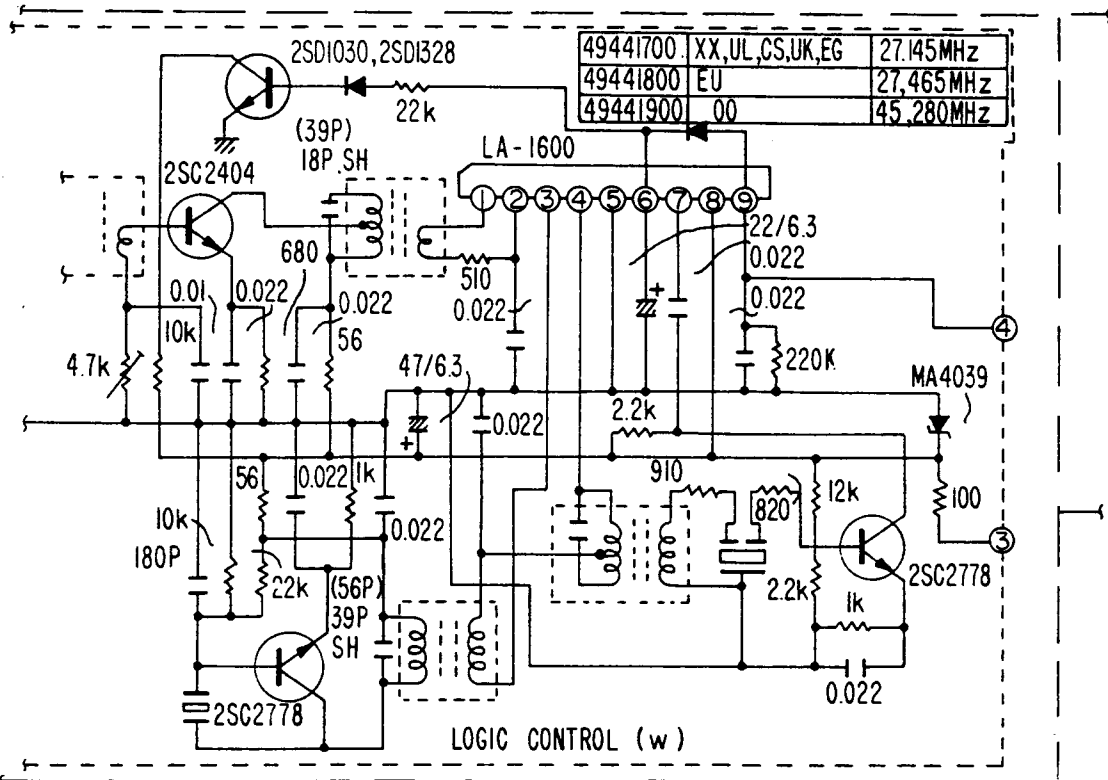 2SD1030, 2SD1328
49441700 XX,UL,CS,UK,EG 27.145MHz
49441800 EU 27,465MHz
49441900 00 45,280MHz
22k
(39P)
18P.SH
LA-1600
2SC2404
1 2 3 4 5 6 7 8 9
22/6.3
680
0.022
510
0.01
0.022
0.022
0.022
0.022
10k
56
4
4.7k
47/6.3
220K
MA4039
2.2k
0.022
910
56
0.022
1k
820
12k
100
10k
0.022
180P
3
22k
(56P)
2.2k
2SC2778
39P
1k
SH
0.022
2SC2778
LOGIC CONTROL (w)